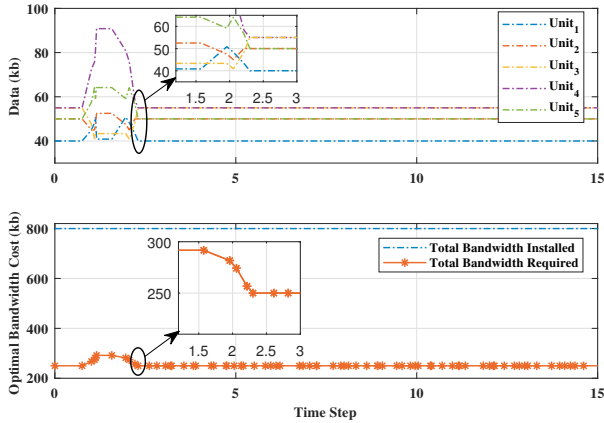 100
80
60
40
Data (kb)
60
50
40
1.5 2 2.5 3
Unit1
Unit2
Unit3
Unit4
Unit5
0 5 10 15
800
600
400
200
Optimal Bandwidth Cost (kb)
300
250
1.5 2 2.5 3
Total Bandwidth Installed
Total Bandwidth Required
0 5 10 15
Time Step